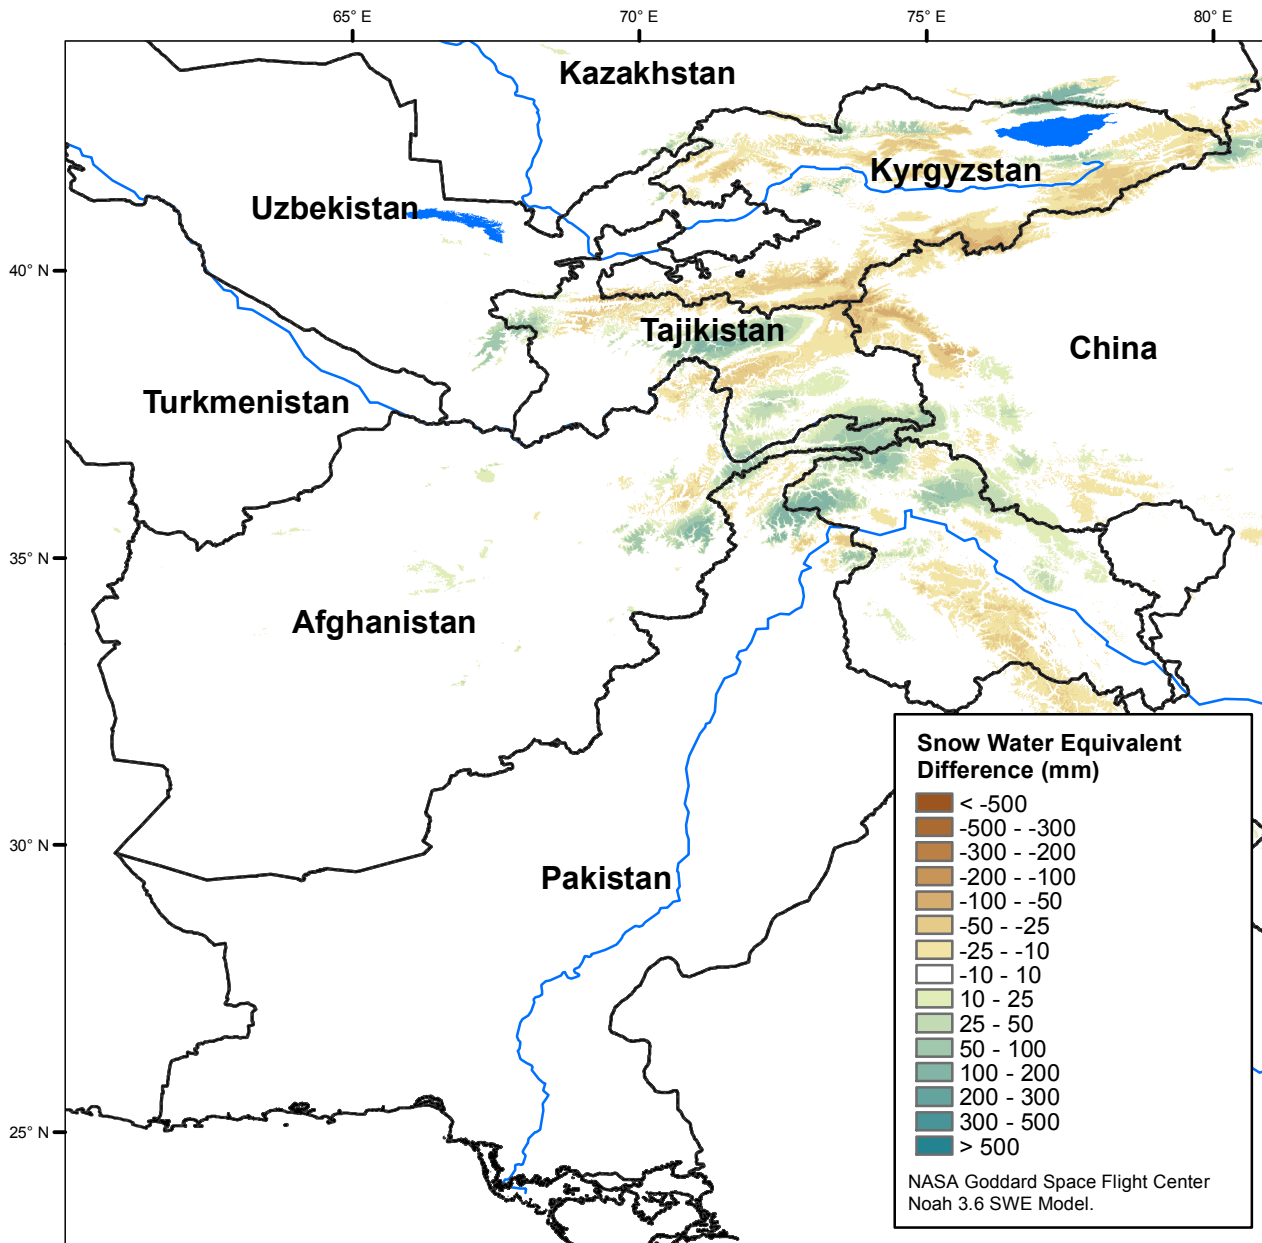 65° E
70° E
75° E
80° E
Kazakhstan
Kyrgyzstan
Uzbekistan
40° N
Tajikistan
China
Turkmenistan
35° N
Afghanistan
30° N
Pakistan
25° N
Snow Water Equivalent
Difference (mm)
< -500
-500 - -300
-300 - -200
-200 - -100
-100 - -50
-50 - -25
-25 - -10
-10 - 10
10 - 25
25 - 50
50 - 100
100 - 200
200 - 300
300 - 500
> 500
NASA Goddard Space Flight Center
Noah 3.6 SWE Model.